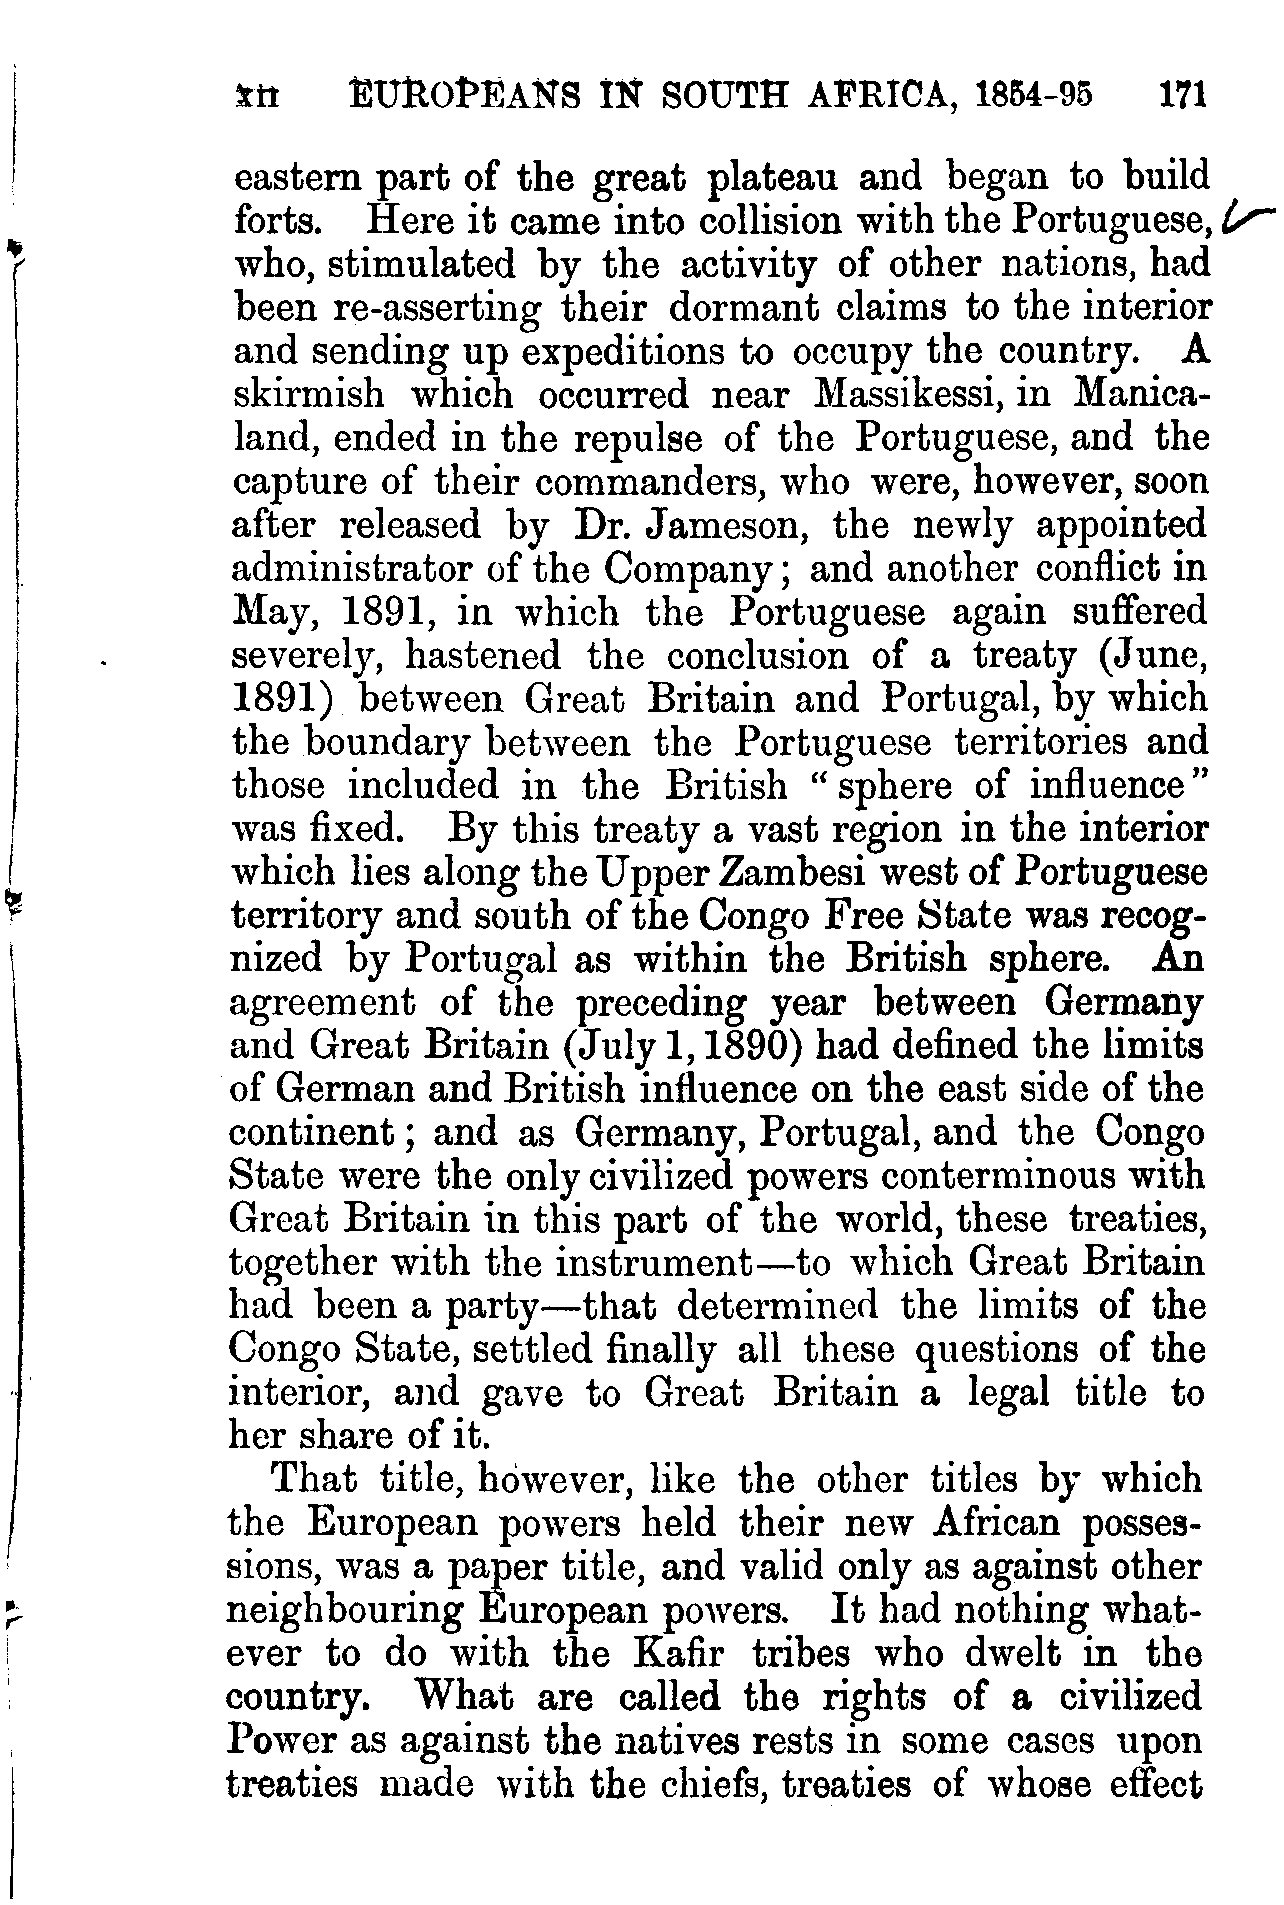 xii EUROPEANS IN SOUTH AFRICA, 1854-95 171
eastern part of the great plateau and began to build
forts. Here it came into collision with the Portuguese,
who, stimulated by the activity of other nations, had
been re-asserting their dormant claims to the interior
and sending up expeditions to occupy the country. A
skirmish which occurred near Massikessi, in Manica-
land, ended in the repulse of the Portuguese, and the
capture of their commanders, who were, however, soon
after released by Dr. Jameson, the newly appointed
administrator of the Company; and another conflict in
May, 1891, in which the Portuguese again suffered
severely, hastened the conclusion of a treaty (June,
1891) between Great Britain and Portugal, by which
the boundary between the Portuguese territories and
those included in the British “sphere of influence”
was fixed. By this treaty a vast region in the interior
which lies along the Upper Zambesi west of Portuguese
territory and south of the Congo Free State was recog-
nized by Portugal as within the British sphere. An
agreement of the preceding year between Germany
and Great Britain (July 1, 1890) had defined the limits
of German and British influence on the east side of the
continent; and as Germany, Portugal, and the Congo
State were the only civilized powers conterminous with
Great Britain in this part of the world, these treaties,
together with the instrument—to which Great Britain
had been a party—that determined the limits of the
Congo State, settled finally all these questions of the
interior, and gave to Great Britain a legal title to
her share of it.
That title, however, like the other titles by which
the European powers held their new African posses-
sions, was a paper title, and valid only as against other
neighbouring European powers. It had nothing what-
ever to do with the Kafir tribes who dwelt in the
country. What are called the rights of a civilized
Power as against the natives rests in some cases upon
treaties made with the chiefs, treaties of whose effect